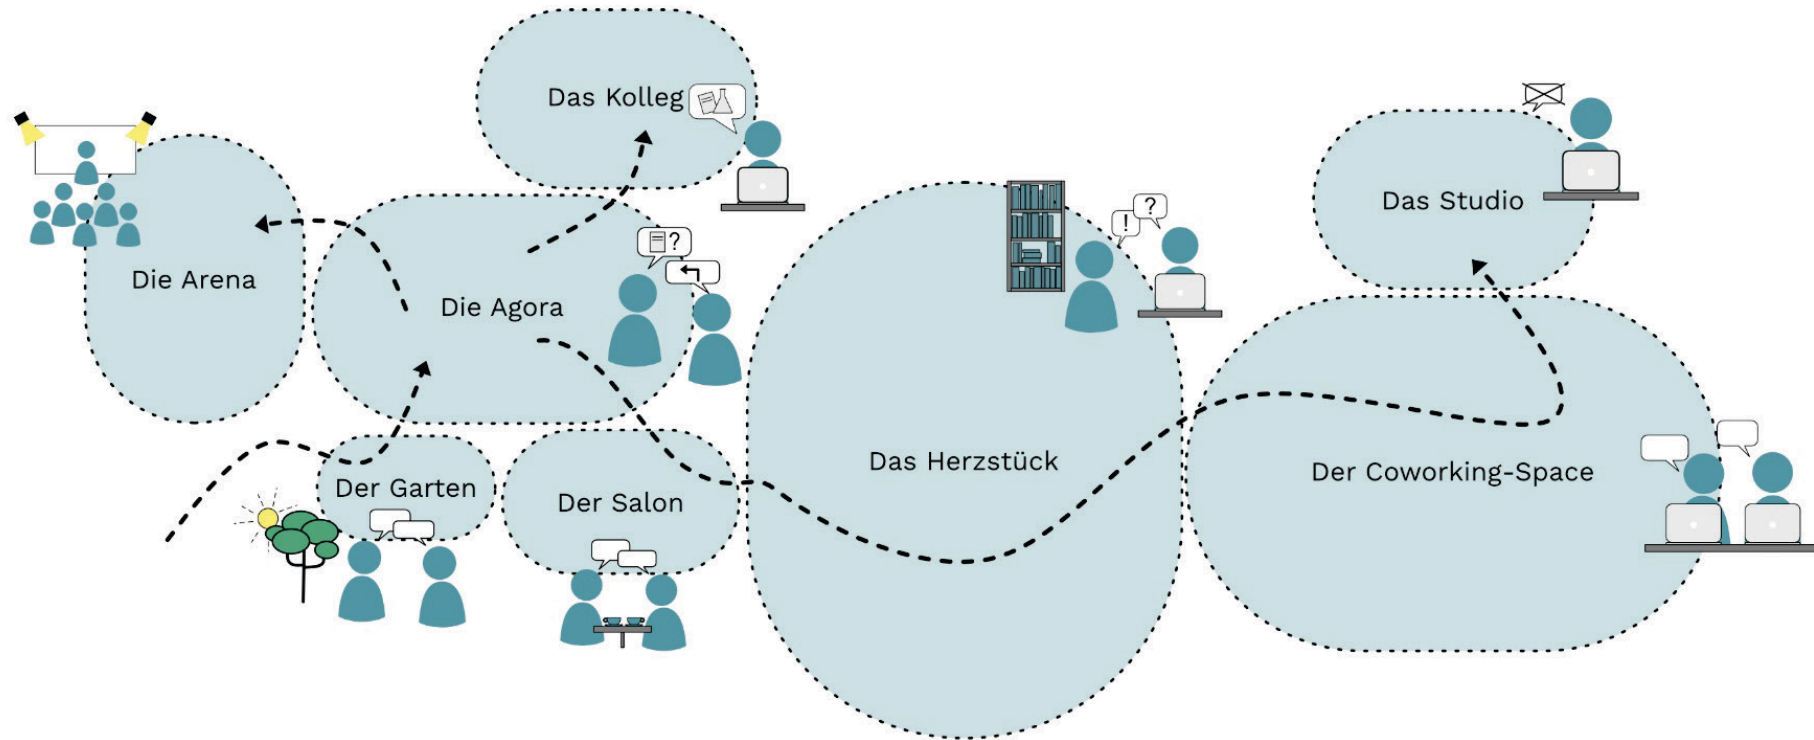 Das Kolleg
Die Arena
Die Agora
?
Der Garten
Der Salon
Das Herzstück
!
?
Das Studio
Der Coworking-Space